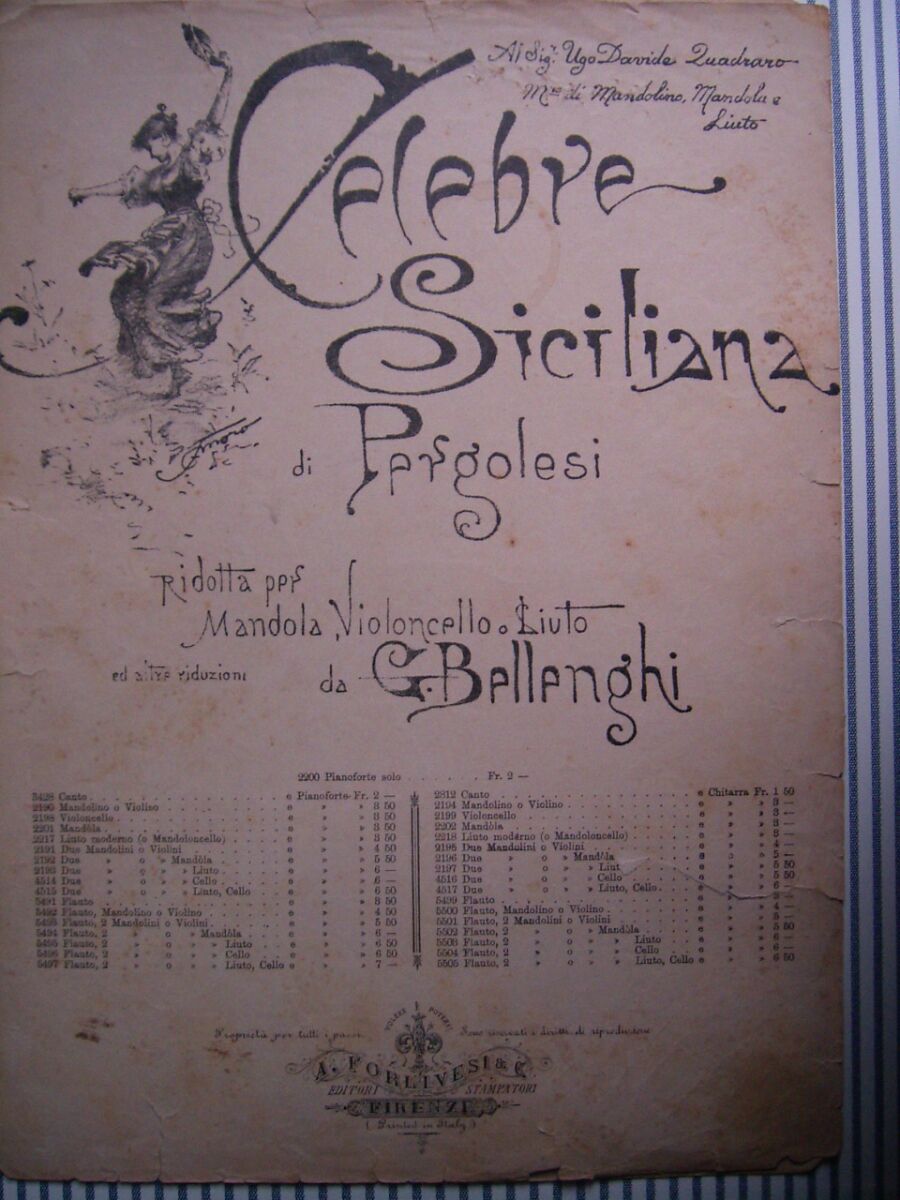 Al Sig.r Ugo Davide Quadraro
M.ro di Mandolino, Mandola e
Liuto
Celebre
Siciliana
di Pergolesi
Ridotta per
Mandola Violoncello o Liuto
ed altre riduzioni da G. Bellenghi
2200 Pianoforte solo . . . . . . Fr. 2 —
3428 Canto . . . e Pianoforte Fr. 2 —
2190 Mandolino o Violino . . . e » » 3 50
2198 Violoncello . . . e » » 3 50
2201 Mandòla . . . e » » 3 50
2217 Liuto moderno (o Mandoloncello) . . . e » » 3 50
2191 Due Mandolini o Violini . . . e » » 4 50
2192 Due » o » » Mandòla . . . e » » 5 50
2193 Due » o » » Liuto . . . e » » 6 —
4514 Due » o » » Cello . . . e » » 6 —
4515 Due » o » » Liuto, Cello . . . e » » 6 50
5491 Flauto . . . e » » 3 50
5492 Flauto, Mandolino o Violino . . . e » » 4 50
5493 Flauto, 2 Mandolini o Violini . . . e » » 5 50
5494 Flauto, 2 » o » » Mandòla . . . e » » 6 —
5495 Flauto, 2 » o » » Liuto . . . e » » 6 50
5496 Flauto, 2 » o » » Cello . . . e » » 6 50
5497 Flauto, 2 » o » » Liuto, Cello e » » 7 —
2812 Canto . . . e Chitarra Fr. 1 50
2194 Mandolino o Violino . . . e » » 3 —
2199 Violoncello . . . e » » 3 —
2202 Mandòla . . . e » » 3 —
2218 Liuto modérno (o Mandoloncello) . . . e » » 3 —
2195 Due Mandolini o Violini . . . e » » 4 —
2196 Due » o » » Mandòla . . . e » » 5 —
2197 Due » o » » Liut . . . e » » 5 50
4516 Due » o » » Cello . . . e » » 5 50
4517 Due » o » » Liuto, Cello . . . e » » 6 —
5499 Flauto . . . e » » 3 —
5500 Flauto, Mandolino o Violino . . . e » » 4 —
5501 Flauto, 2 Mandolini o Violini . . . e » » 5 —
5502 Flauto, 2 » o » » Mandòla . . . e » » 5 50
5503 Flauto, 2 » o » » Liuto . . . e » » 6 —
5504 Flauto, 2 » o » » Cello . . . e » » 6 —
5505 Flauto, 2 » o » » Liuto, Cello . e » » 6 50
VOLERE POTERE
Proprietà per tutti i paesi. Sono riservati i diritti di riproduzione
A. FORLIVESI & C.
EDITORI STAMPATORI
FIRENZE
(Printed in Italy)